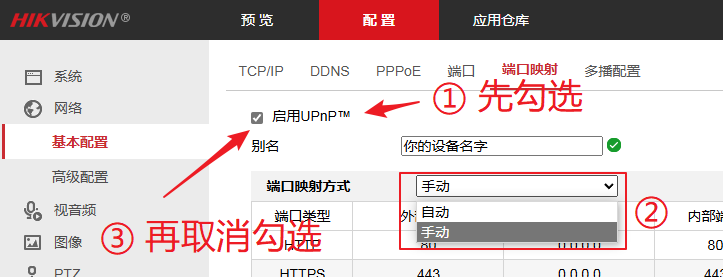 HIKVISION®
预览
配置
应用仓库
系统
网络
基本配置
高级配置
视音频
图像
PTZ
TCP/IP
DDNS
PPPoE
端口
端口映射
多播配置
① 先勾选
启用UPnP™
别名
你的设备名字
③ 再取消勾选
端口映射方式
手动
自动
手动
②
端口类型
HTTP
80
0.0.0.0
80
HTTPS
443
0.0.0.0